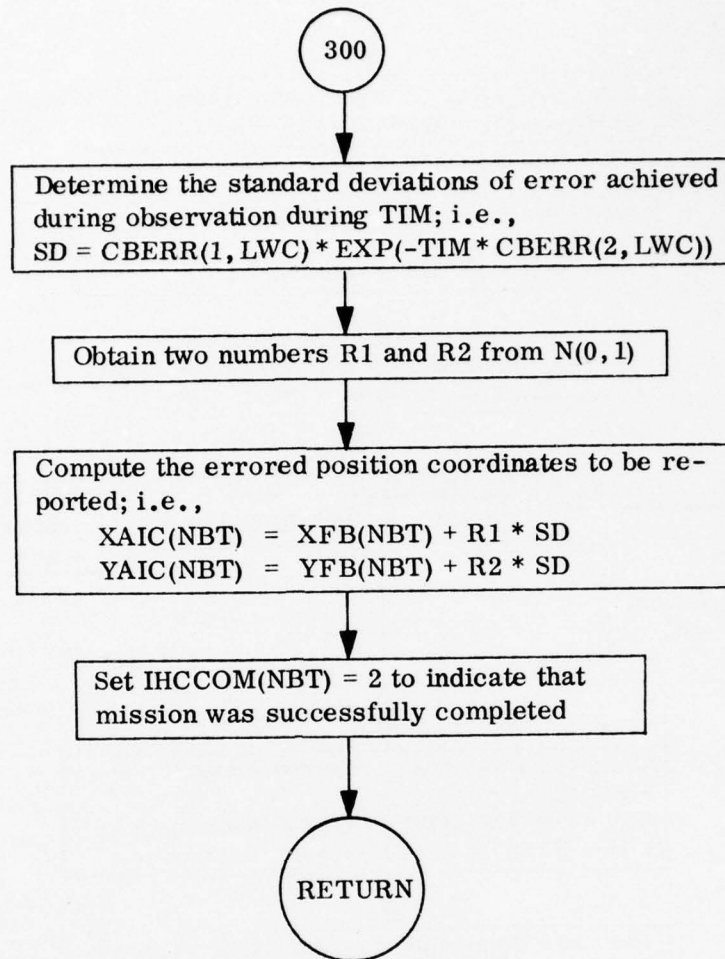 300
Determine the standard deviations of error achieved
during observation during TIM; i.e.,
SD = CBERR(1, LWC) * EXP(-TIM * CBERR(2, LWC))
Obtain two numbers R1 and R2 from N(0, 1)
Compute the errored position coordinates to be re-
ported; i.e.,
XAIC(NBT) = XFB(NBT) + R1 * SD
YAIC(NBT) = YFB(NBT) + R2 * SD
Set IHCCOM(NBT) = 2 to indicate that
mission was successfully completed
RETURN